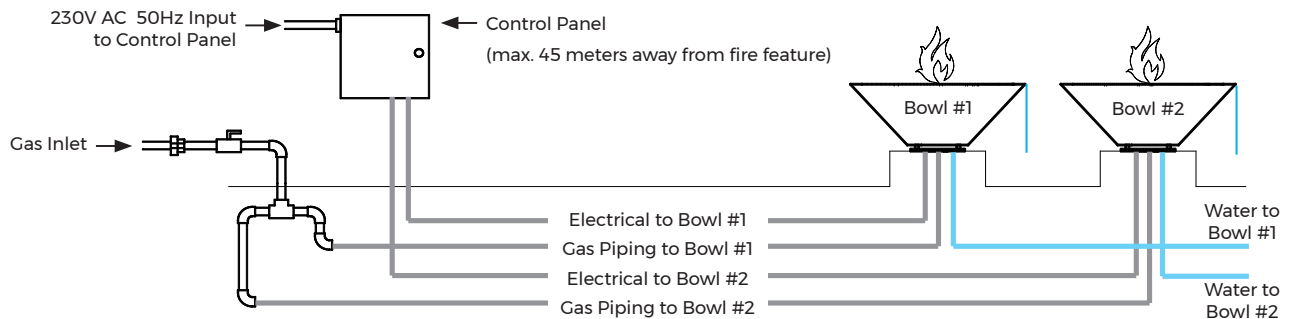 230V AC 50Hz Input
to Control Panel
Control Panel
(max. 45 meters away from fire feature)
Bowl #1
Bowl #2
Gas Inlet
Electrical to Bowl #1
Gas Piping to Bowl #1
Electrical to Bowl #2
Gas Piping to Bowl #2
Water to
Bowl #1
Water to
Bowl #2